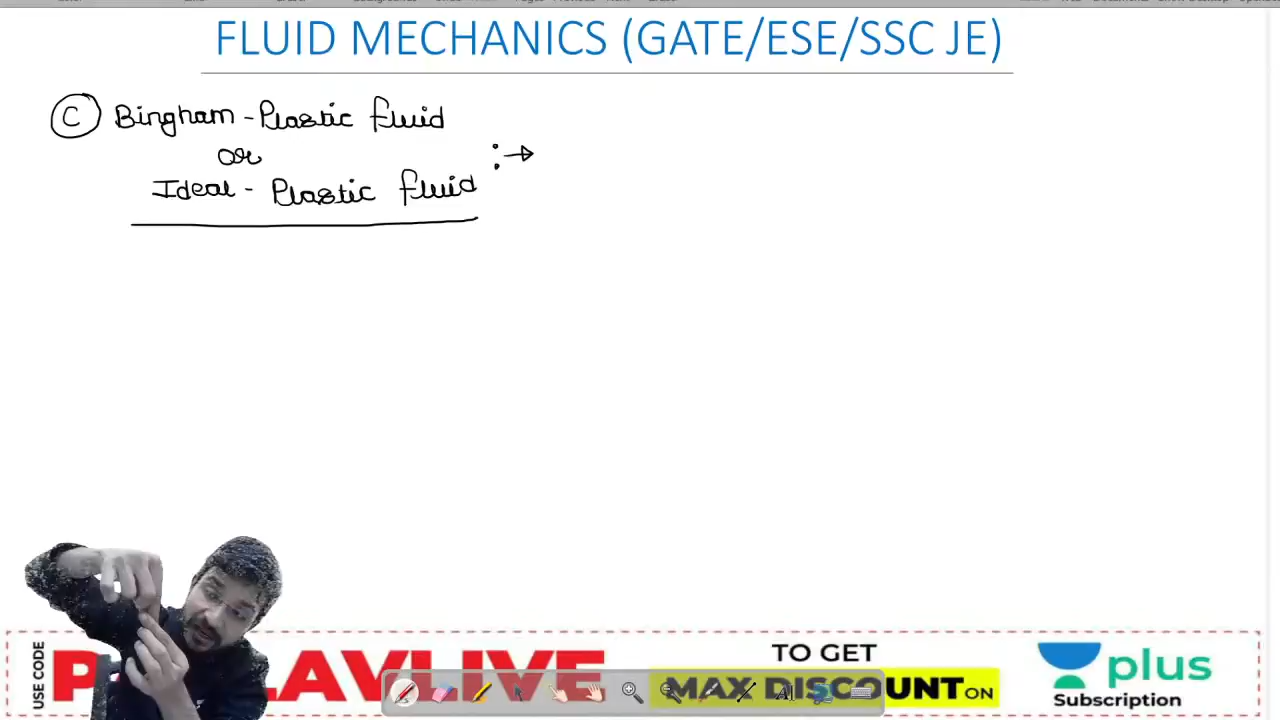 FLUID MECHANICS (GATE/ESE/SSC JE)
C Bingham-Plastic fluid
or
Ideal - Plastic fluid :→
USE CODE
LAYLIVE
TO GET
MAX DISCOUNT ON
plus
Subscription